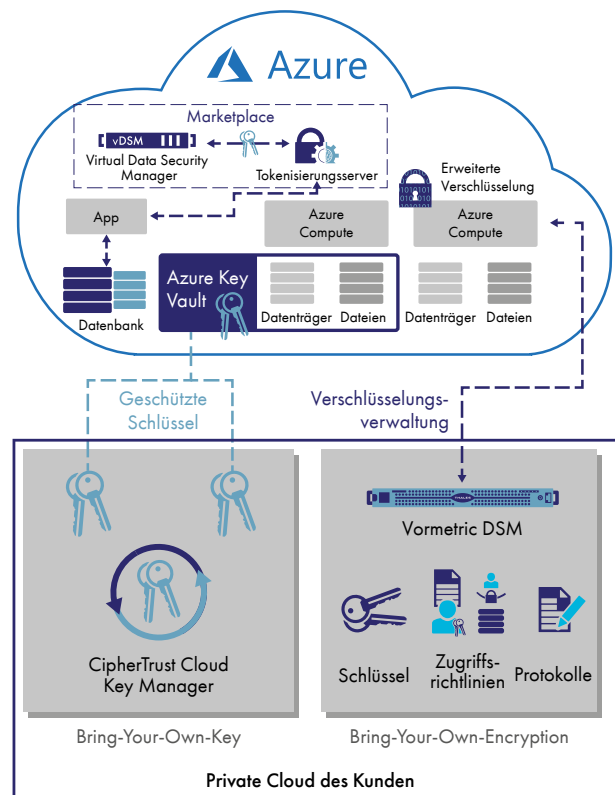 Azure
Marketplace
vDSM
Virtual Data Security
Manager
Tokenisierungsserver
Erweiterte
Verschlüsselung
App
Azure
Compute
Azure
Compute
Datenbank
Azure Key
Vault
Datenträger
Dateien
Datenträger
Dateien
Geschützte
Schlüssel
Verschlüsselungs-
verwaltung
CipherTrust Cloud
Key Manager
THALES
Vormetric DSM
Schlüssel
Zugriffs-
richtlinien
Protokolle
Bring-Your-Own-Key
Bring-Your-Own-Encryption
Private Cloud des Kunden